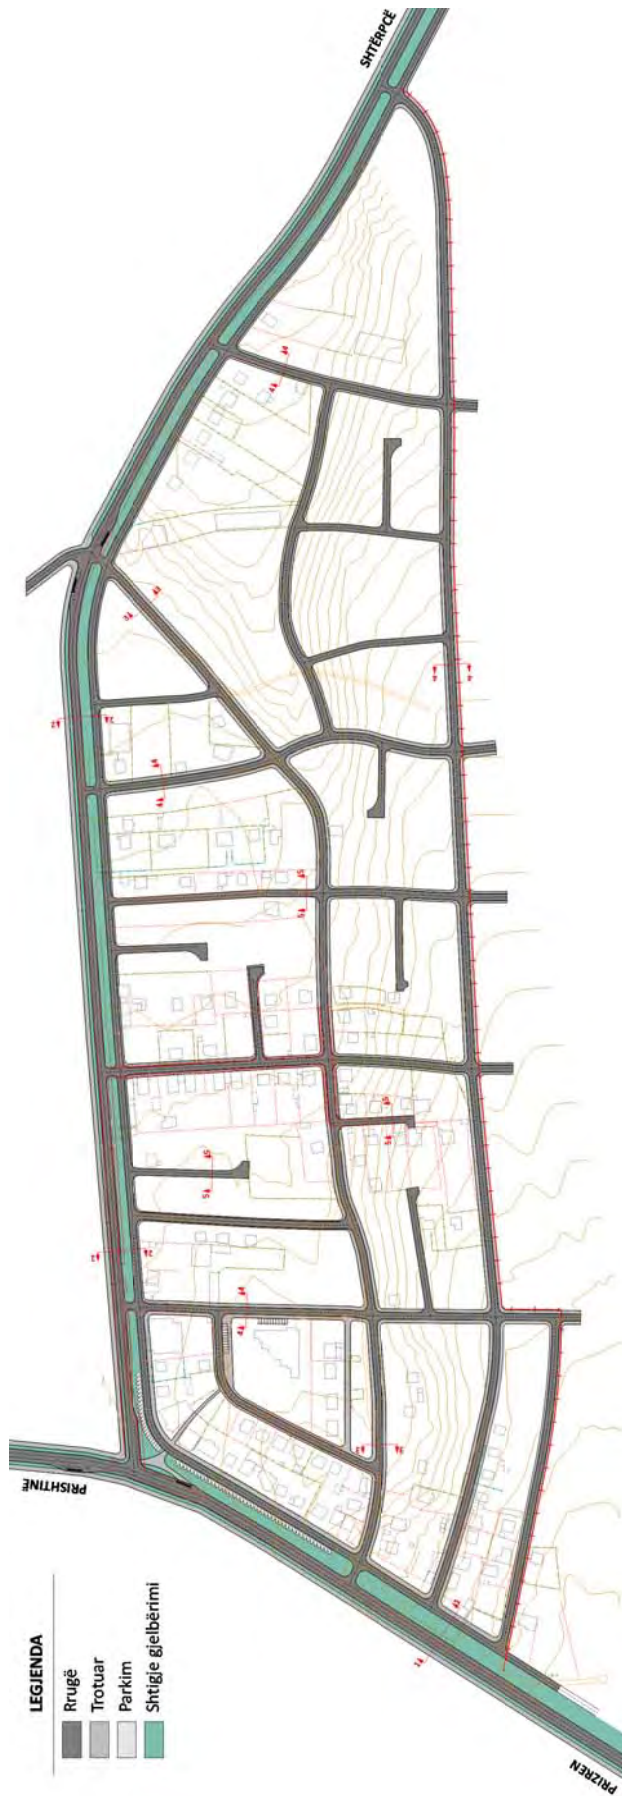 SHTËRPCË
PRISHTINË
PRIZREN
LEGJENDA
Rrugë
Trotuar
Parkim
Shtigje gjelbërimi